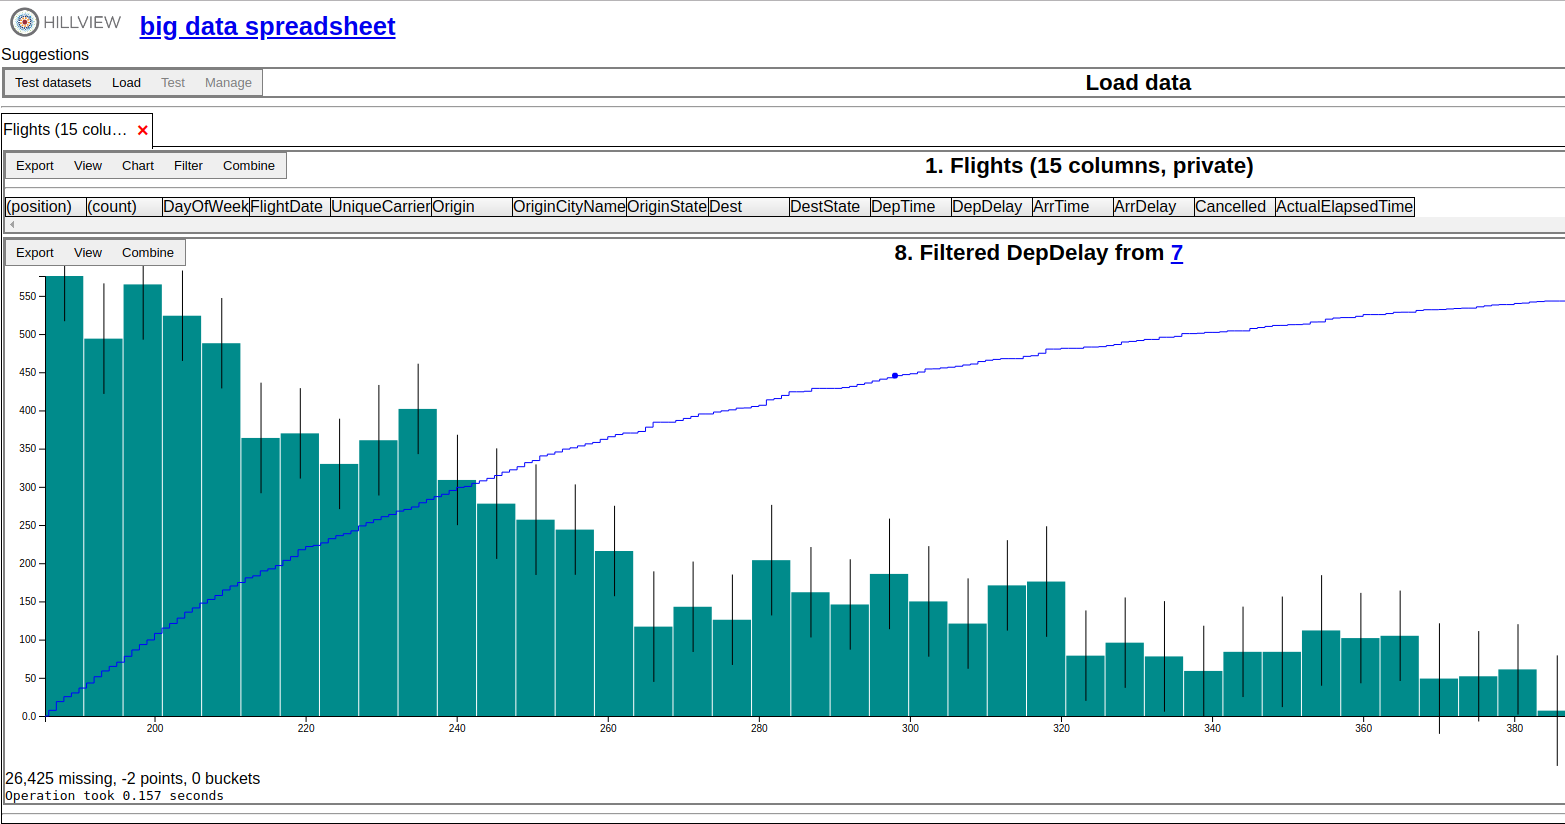 HILLVIEW big data spreadsheet
Suggestions
Test datasets Load Test Manage Load data
Flights (15 colu... ×
Export View Chart Filter Combine 1. Flights (15 columns, private)
(position) (count) DayOfWeek FlightDate UniqueCarrier Origin OriginCityName OriginState Dest DestState DepTime DepDelay ArrTime ArrDelay Cancelled ActualElapsedTime
Export View Combine 8. Filtered DepDelay from 7
550
500
450
400
350
300
250
200
150
100
50
0.0
200 220 240 260 280 300 320 340 360 380
26,425 missing, -2 points, 0 buckets
Operation took 0.157 seconds